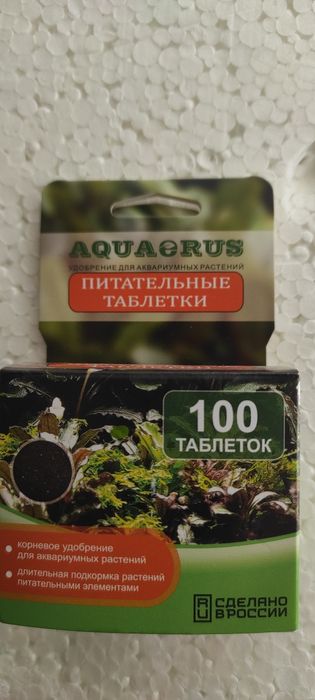 AQUAERUS
УДОБРЕНИЕ ДЛЯ АКВАРИУМНЫХ РАСТЕНИЙ
ПИТАТЕЛЬНЫЕ
ТАБЛЕТКИ
100
ТАБЛЕТОК
корневое удобрение
для аквариумных растений
длительная подкормка растений
питательными элементами
RU СДЕЛАНО
В РОССИИ